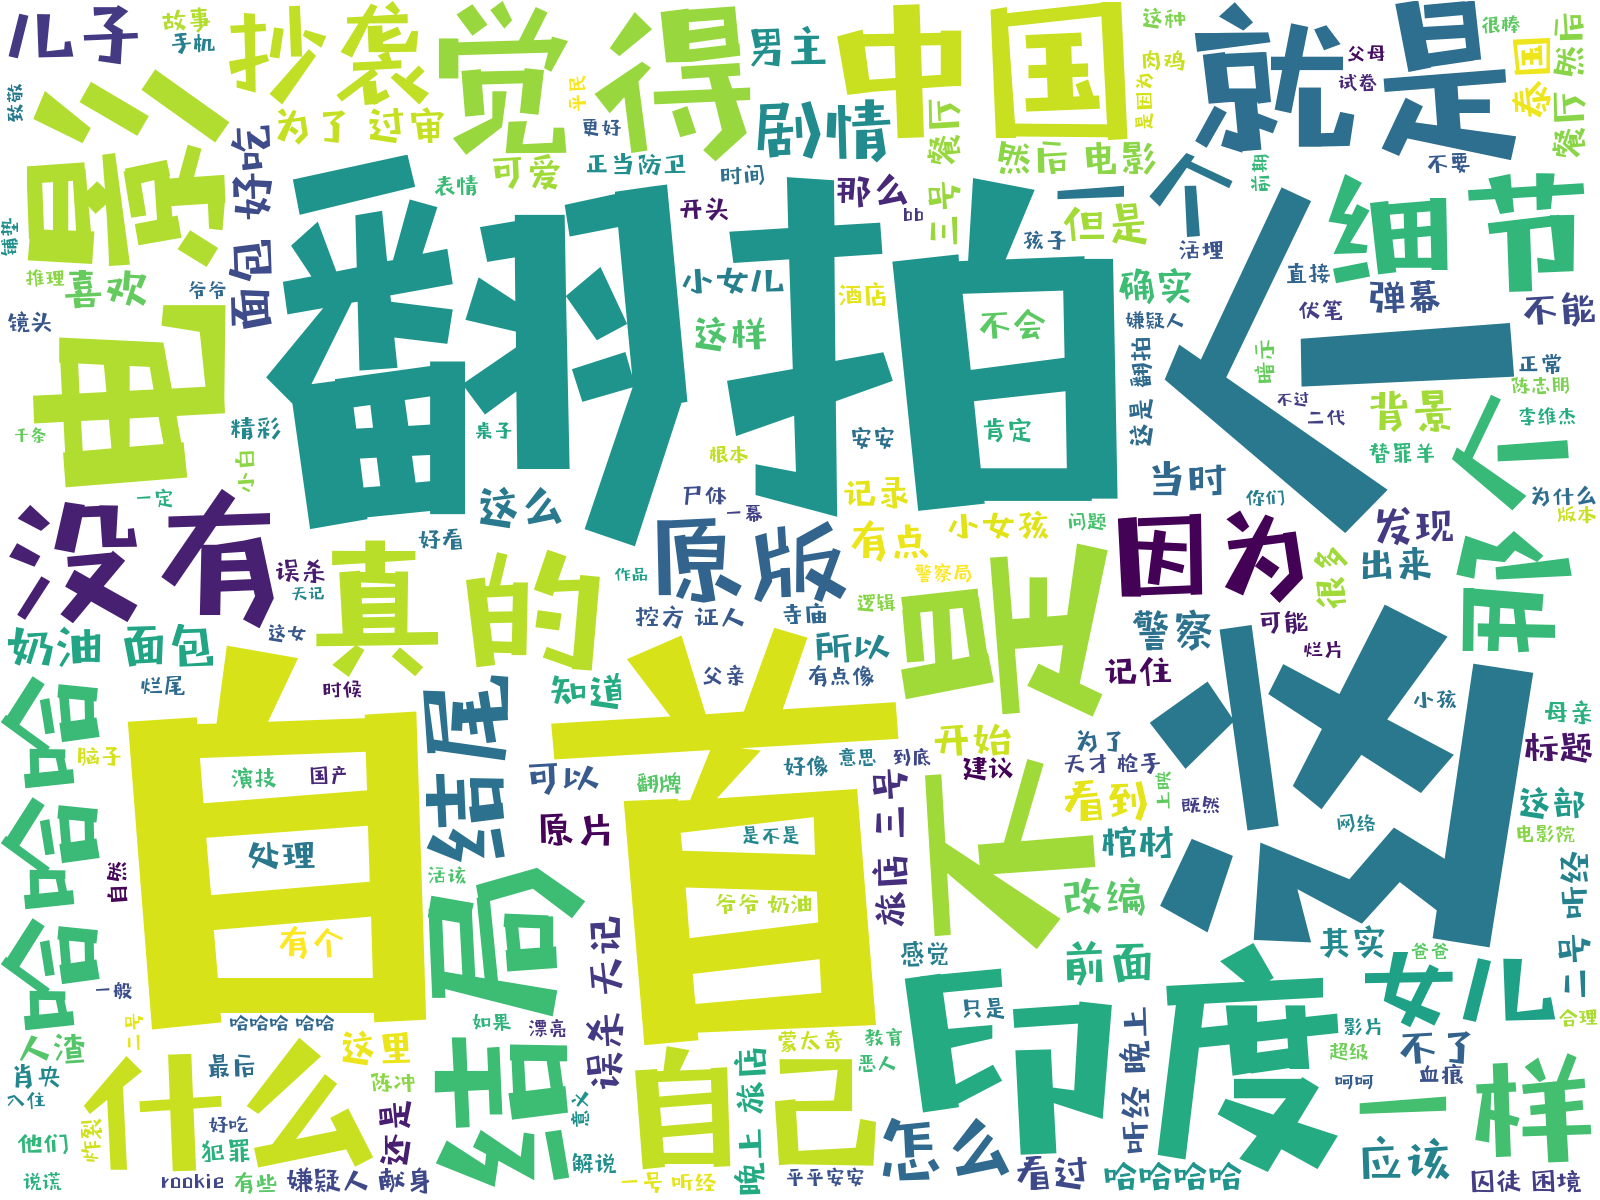 儿子
故事
手机
抄袭
觉得
男主
中国
这种
肉鸡
就是
父母
试卷
很棒
泰国
餐厅 然后
致敬
电影
为了 过审
平民
更好
剧情
餐厅
三号
是因为
不要
面包 好吃
表情
可爱
正当防卫
时间
那么
然后 电影
一个
前期
铺垫
翻拍
开头
bb
但是
活埋
细节
推理
喜欢
爷爷
小女儿
酒店
孩子
确实
直接
弹幕
不能
镜头
这样
不会
嫌疑人
伏笔
人
暗示
正常
千条
精彩
桌子
安安
肯定
这是 翻拍
不过
二代
背景
陈志朋
李维杰
小白
根本
替罪羊
一定
这么
尸体
一幕
记录
当时
你们
一个
为什么
版本
没有
好看
原版
有点
小女孩
问题
因为
发现
误杀
天记
真的
作品
警察局
很多
出来
那
这女
控方 证人
寺庙
逻辑
是不是
警察
可能
奶油 面包
所以
记住
烂片
烂尾
时候
知道
父亲
有点像
没
小孩
母亲
哈哈哈
自首
结尾
开始
为了
标题
脑子
演技
国产
可以
翻牌
好像
意思
到底
建议
天才 枪手
上映
旅店 三号
看到
既然
这部
原片
是不是
棺材
网络
电影院
处理
自然
活该
爷爷 奶油
改编
听经
二号
有个
结局
误杀 天记
感觉
前面
其实
爸爸
一般
女儿
二号
哈哈哈 哈哈
如果
漂亮
只是
印度
合理
人渣
这里
蒙太奇
教育
恶人
听经 晚上
影片
超级
不了
肖央
入住
什么
最后
陈冲
自己
晚上 旅店
呵呵
血痕
一样
好吃
还是
意义
怎么
他们
炸裂
犯罪
解说
看过
应该
说谎
rookie
有些
嫌疑人 献身
一号 听经
平平安安
哈哈哈哈
囚徒 困境